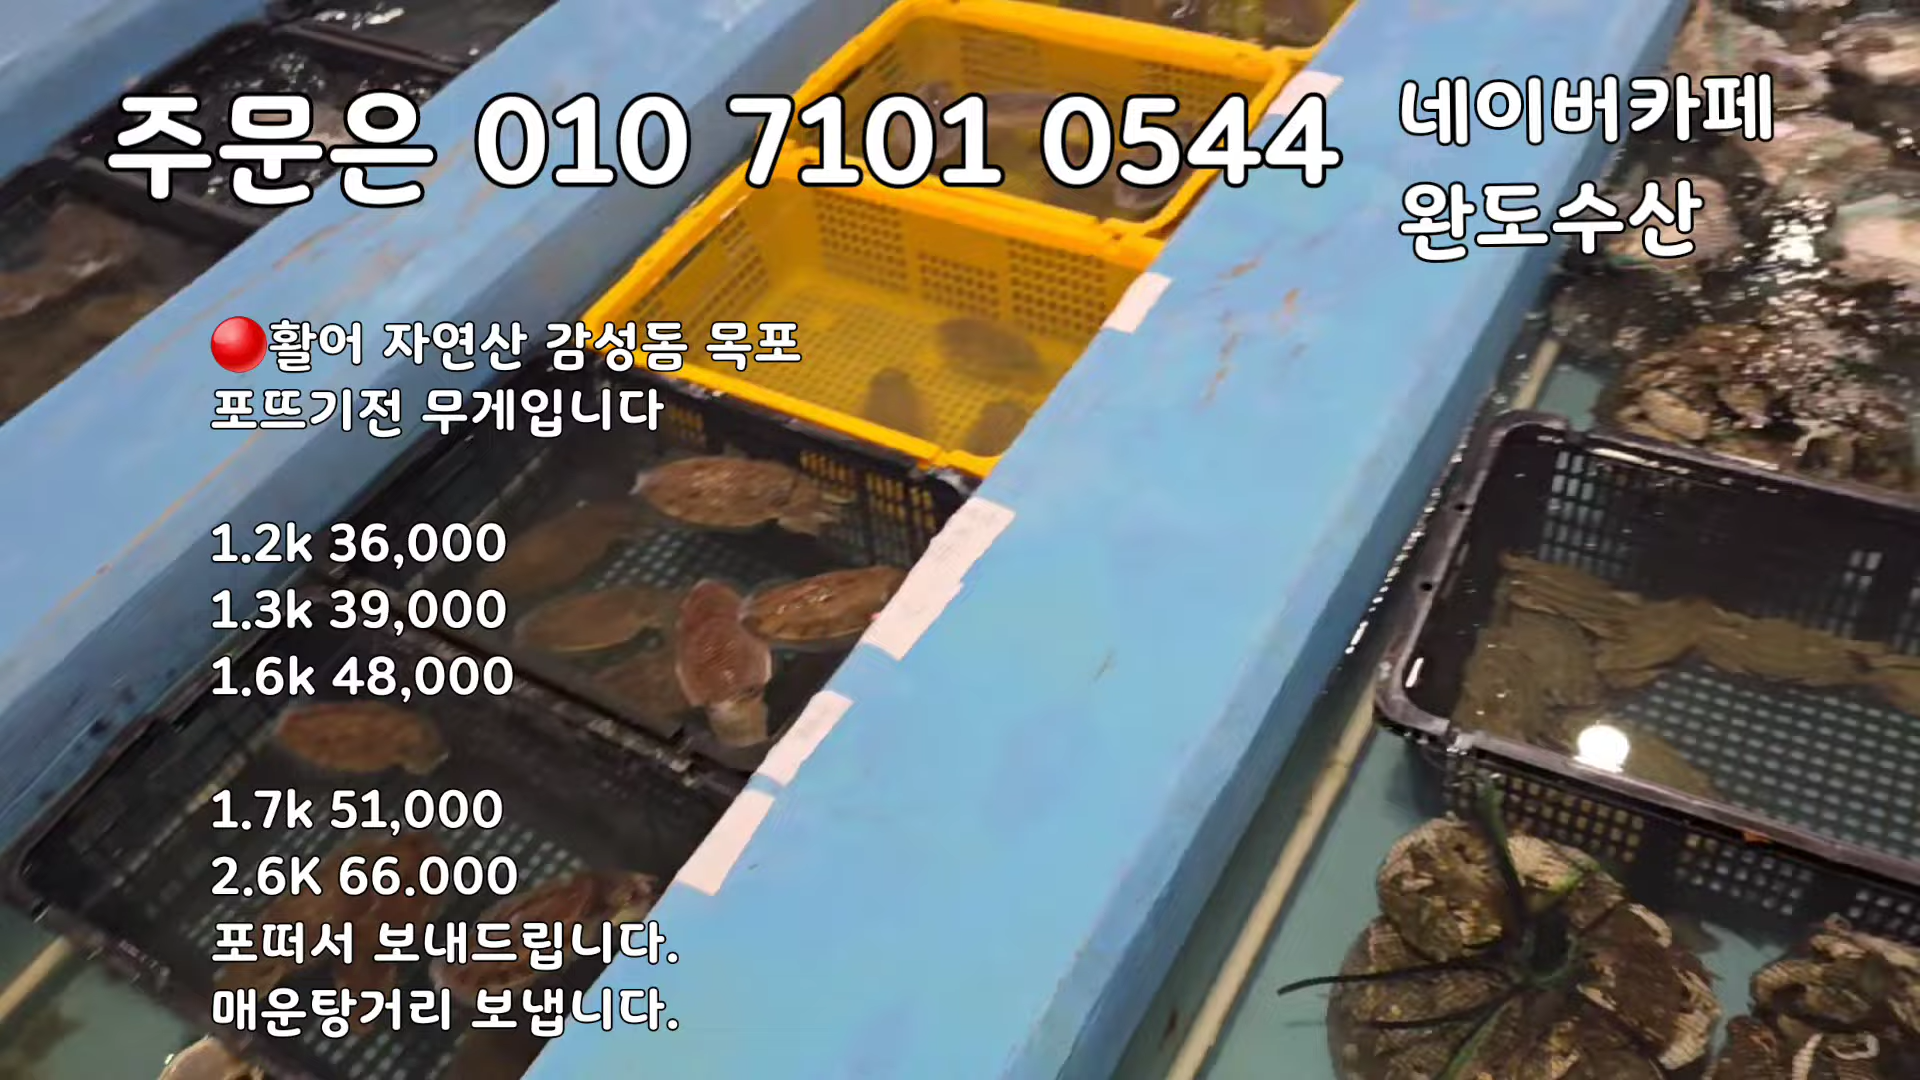 주문은 010 7101 0544
네이버카페
완도수산
🔴활어 자연산 감성돔 목포
포뜨기전 무게입니다
1.2k 36,000
1.3k 39,000
1.6k 48,000
1.7k 51,000
2.6K 66.000
포떠서 보내드립니다.
매운탕거리 보냅니다.